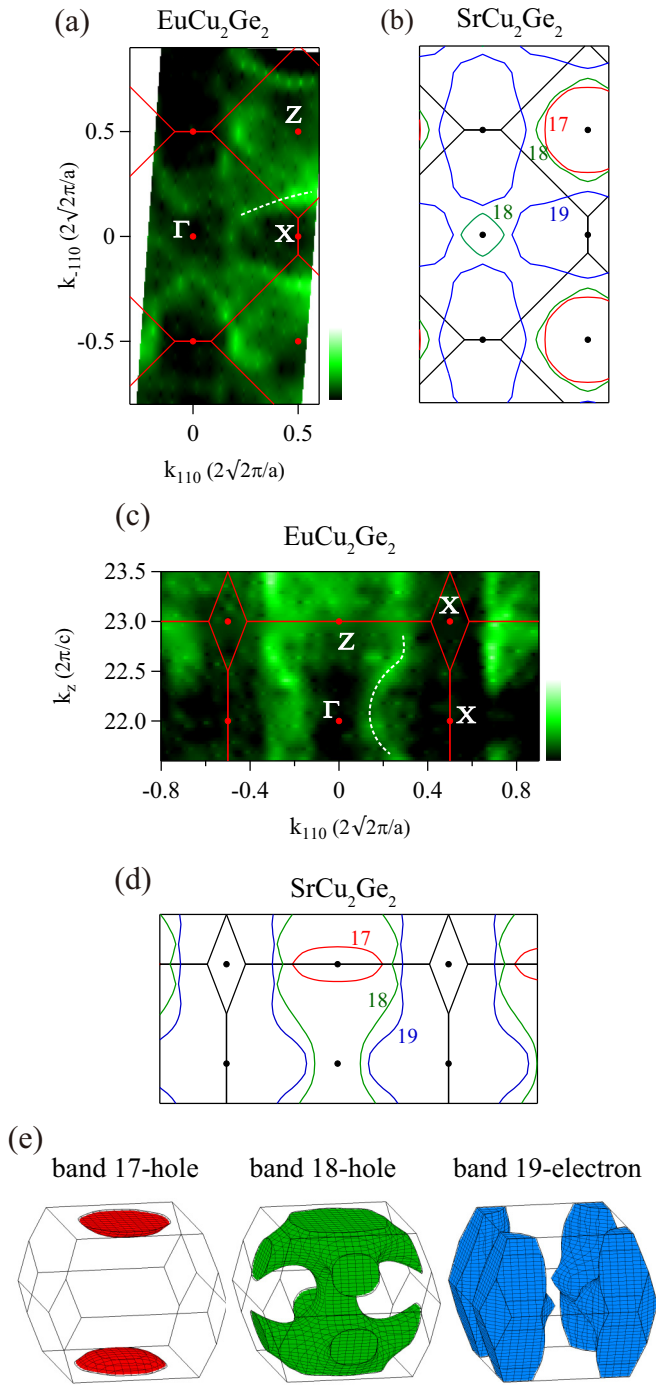 (a)
EuCu₂Ge₂
(b)
SrCu₂Ge₂
k₋₁₁₀ (2√2π/a)
0.5
0
-0.5
Z
Γ
X
0
0.5
k₁₁₀ (2√2π/a)
17
18
18
19
(c)
EuCu₂Ge₂
k_z (2π/c)
23.5
23.0
22.5
22.0
X
Z
Γ
X
-0.8
-0.4
0
0.4
0.8
k₁₁₀ (2√2π/a)
(d)
SrCu₂Ge₂
17
18
19
(e)
band 17-hole
band 18-hole
band 19-electron